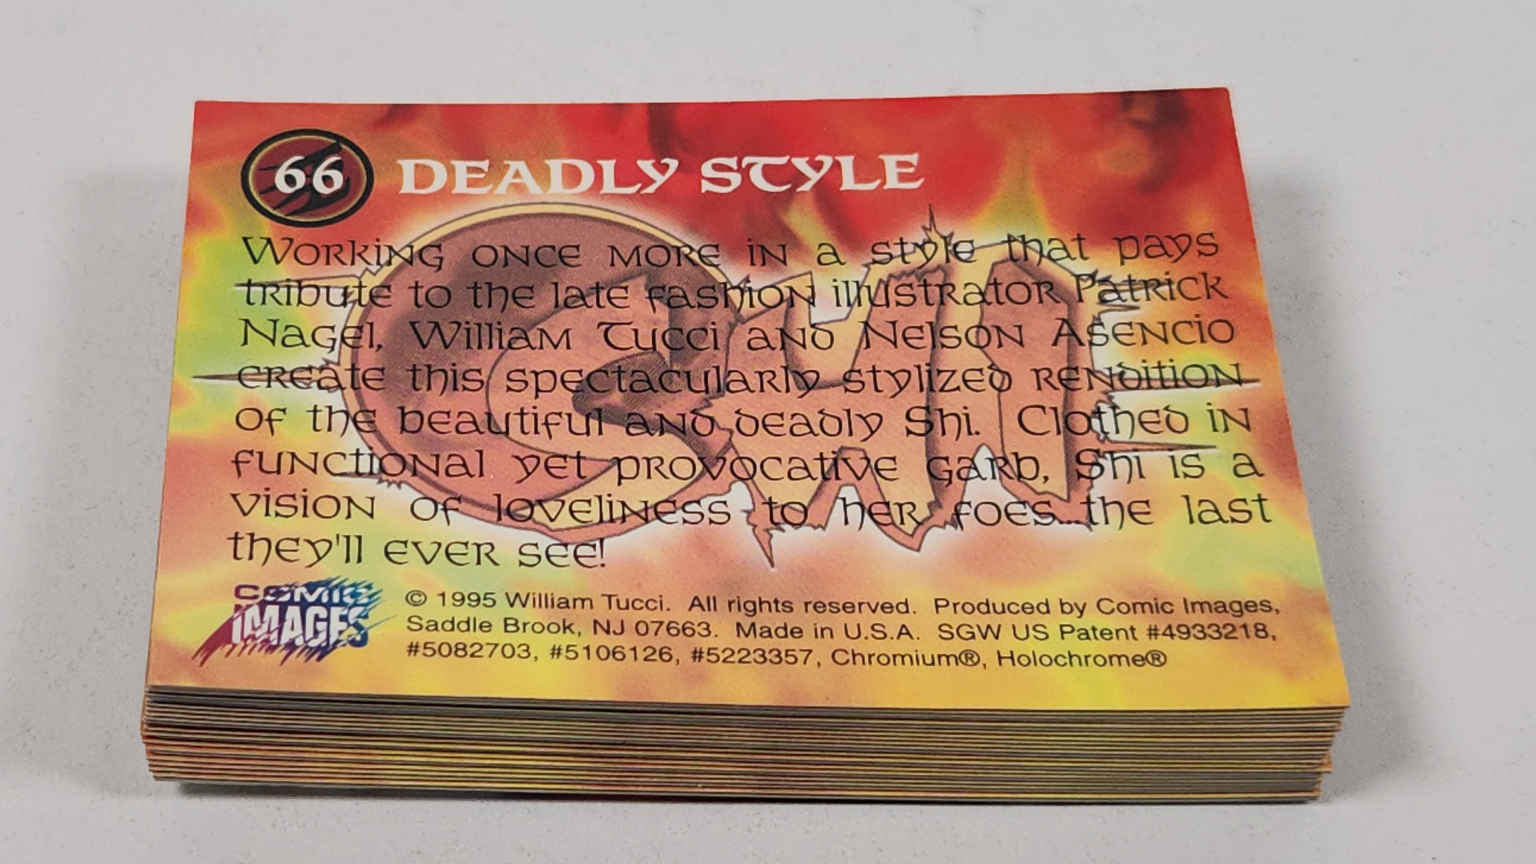 66 DEADLY STYLE
WORKING ONCE MORE IN A style that pays
tribute to the late fashion illustrator Patrick
Nagel, William Tucci and Nelson Asencio
create this spectacularly stylized rendition
of the beautiful and deadly Shi. Clothed in
functional yet provocative garb, Shi is a
vision of loveliness to her foes...the last
they'll ever see!
SHI
COMIC
IMAGES
© 1995 William Tucci. All rights reserved. Produced by Comic Images,
Saddle Brook, NJ 07663. Made in U.S.A. SGW US Patent #4933218,
#5082703, #5106126, #5223357, Chromium®, Holochrome®